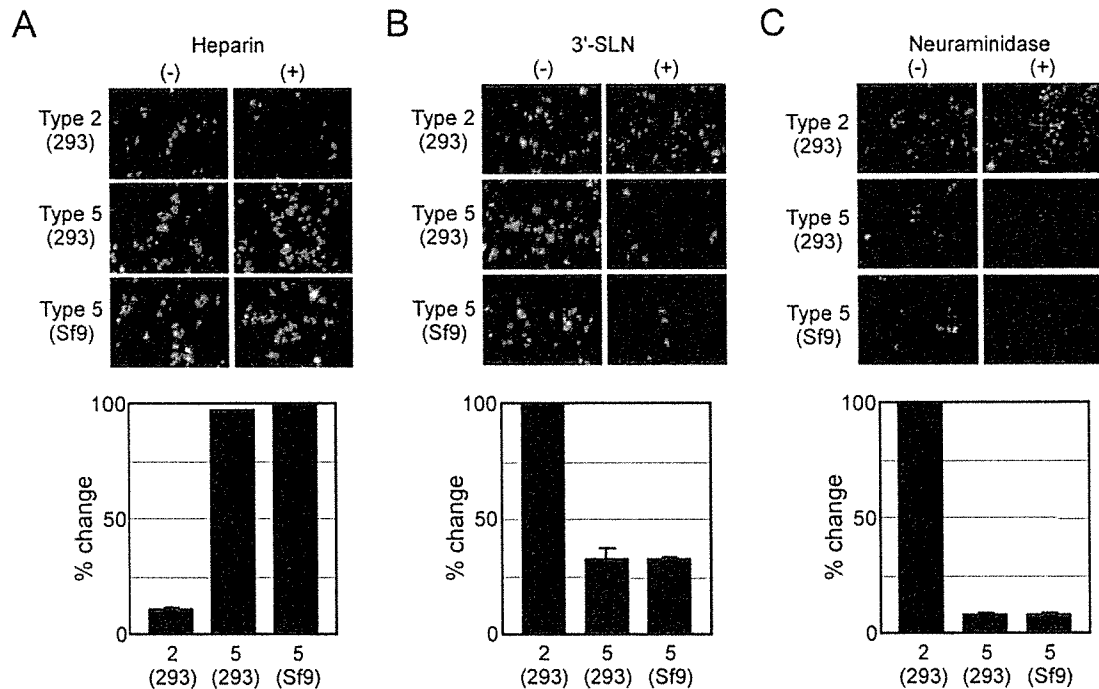 A
Heparin
(-) (+)
Type 2
(293)
Type 5
(293)
Type 5
(Sf9)
100
50
0
% change
2 5 5
(293) (293) (Sf9)
B
3'-SLN
(-) (+)
Type 2
(293)
Type 5
(293)
Type 5
(Sf9)
100
50
0
% change
2 5 5
(293) (293) (Sf9)
C
Neuraminidase
(-) (+)
Type 2
(293)
Type 5
(293)
Type 5
(Sf9)
100
50
0
% change
2 5 5
(293) (293) (Sf9)